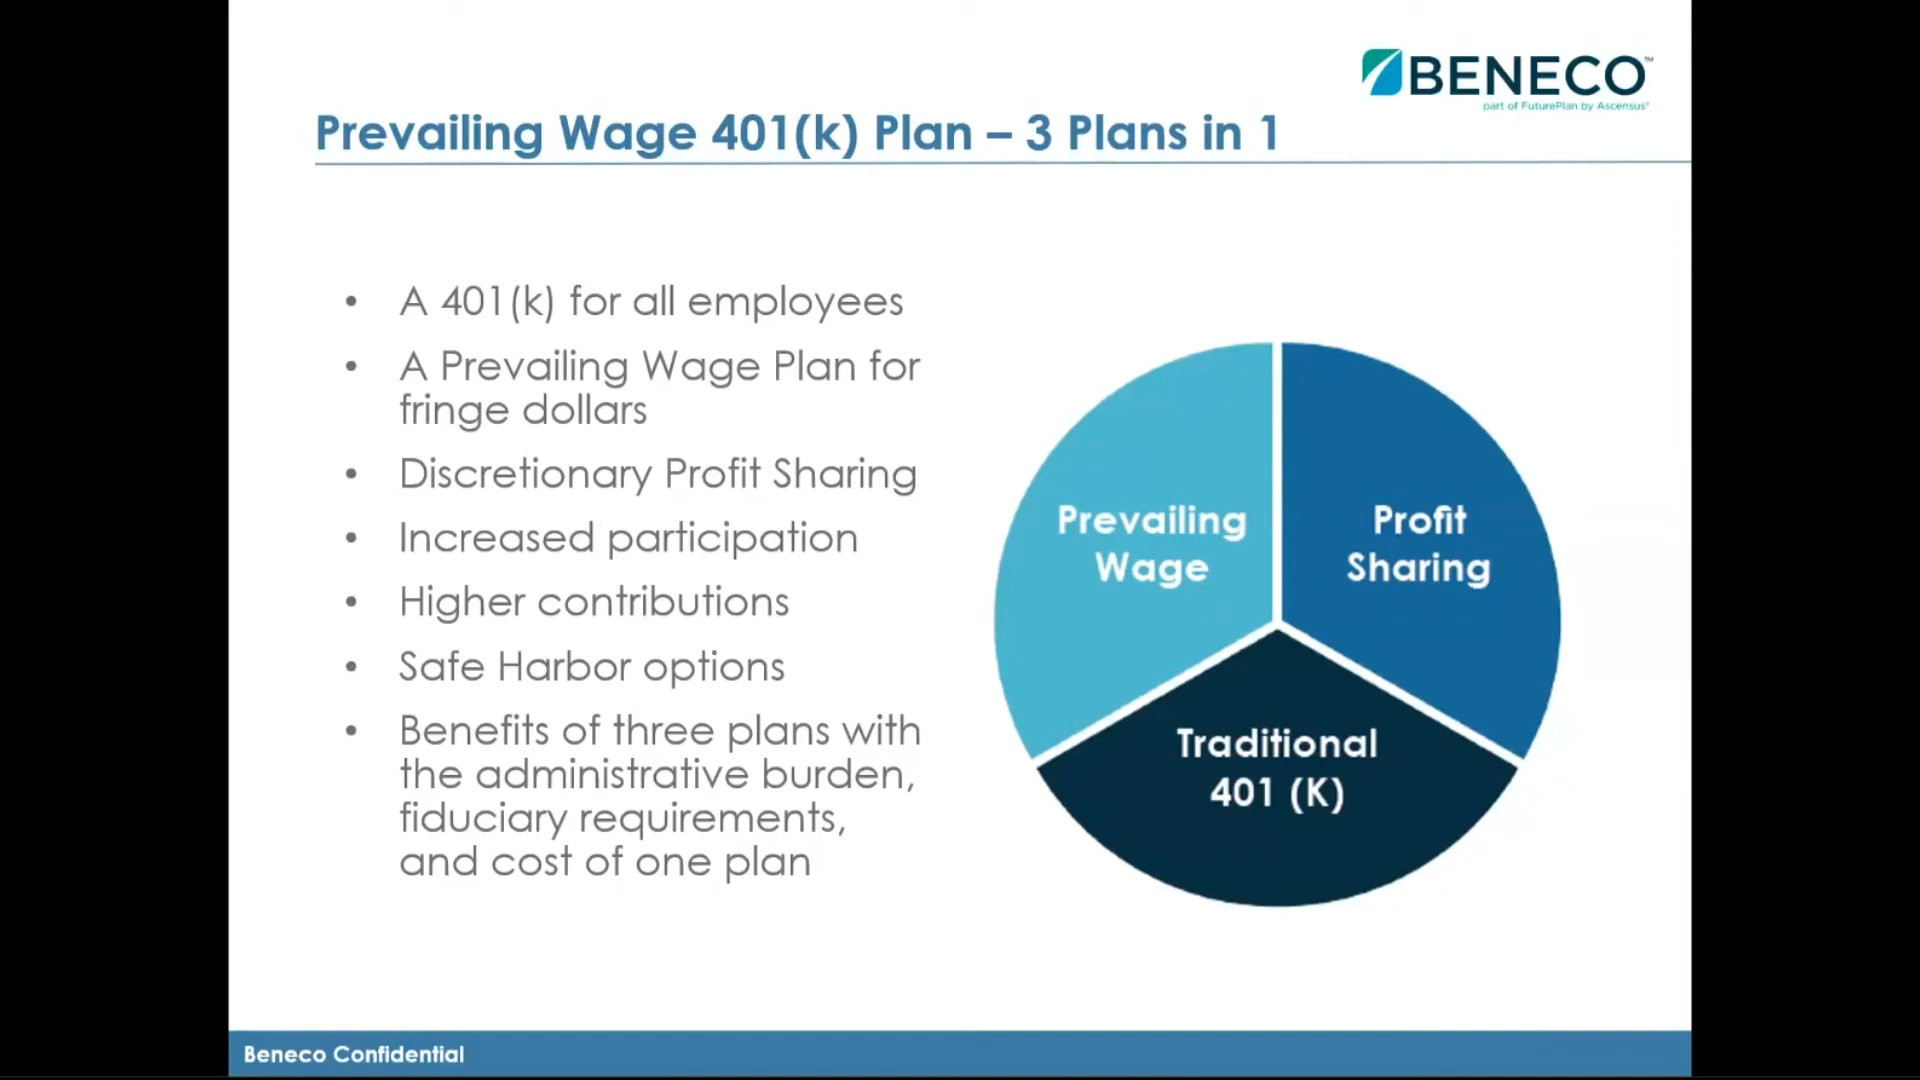 BENECO™
part of FuturePlan by Ascensus®
Prevailing Wage 401(k) Plan – 3 Plans in 1
• A 401(k) for all employees
• A Prevailing Wage Plan for
fringe dollars
• Discretionary Profit Sharing
• Increased participation
• Higher contributions
• Safe Harbor options
• Benefits of three plans with
the administrative burden,
fiduciary requirements,
and cost of one plan
Prevailing
Wage
Profit
Sharing
Traditional
401 (K)
Beneco Confidential